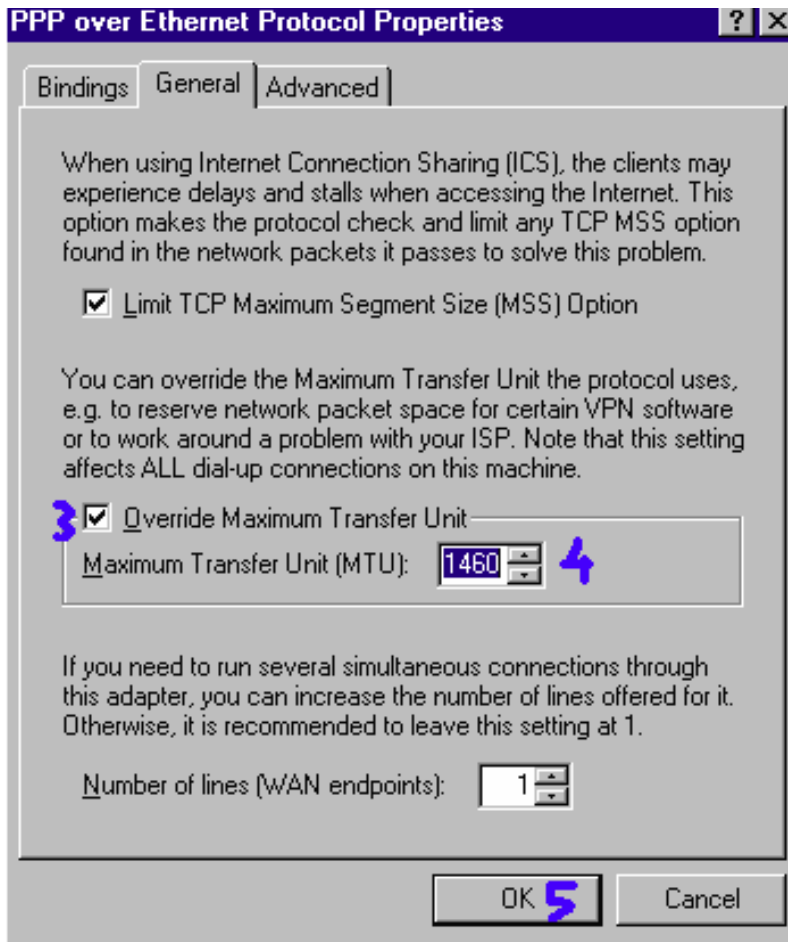 PPP over Ethernet Protocol Properties
Bindings General Advanced
When using Internet Connection Sharing (ICS), the clients may
experience delays and stalls when accessing the Internet. This
option makes the protocol check and limit any TCP MSS option
found in the network packets it passes to solve this problem.
Limit TCP Maximum Segment Size (MSS) Option
You can override the Maximum Transfer Unit the protocol uses,
e.g. to reserve network packet space for certain VPN software
or to work around a problem with your ISP. Note that this setting
affects ALL dial-up connections on this machine.
3 Override Maximum Transfer Unit
Maximum Transfer Unit (MTU): 1460 4
If you need to run several simultaneous connections through
this adapter, you can increase the number of lines offered for it.
Otherwise, it is recommended to leave this setting at 1.
Number of lines (WAN endpoints): 1
OK 5 Cancel